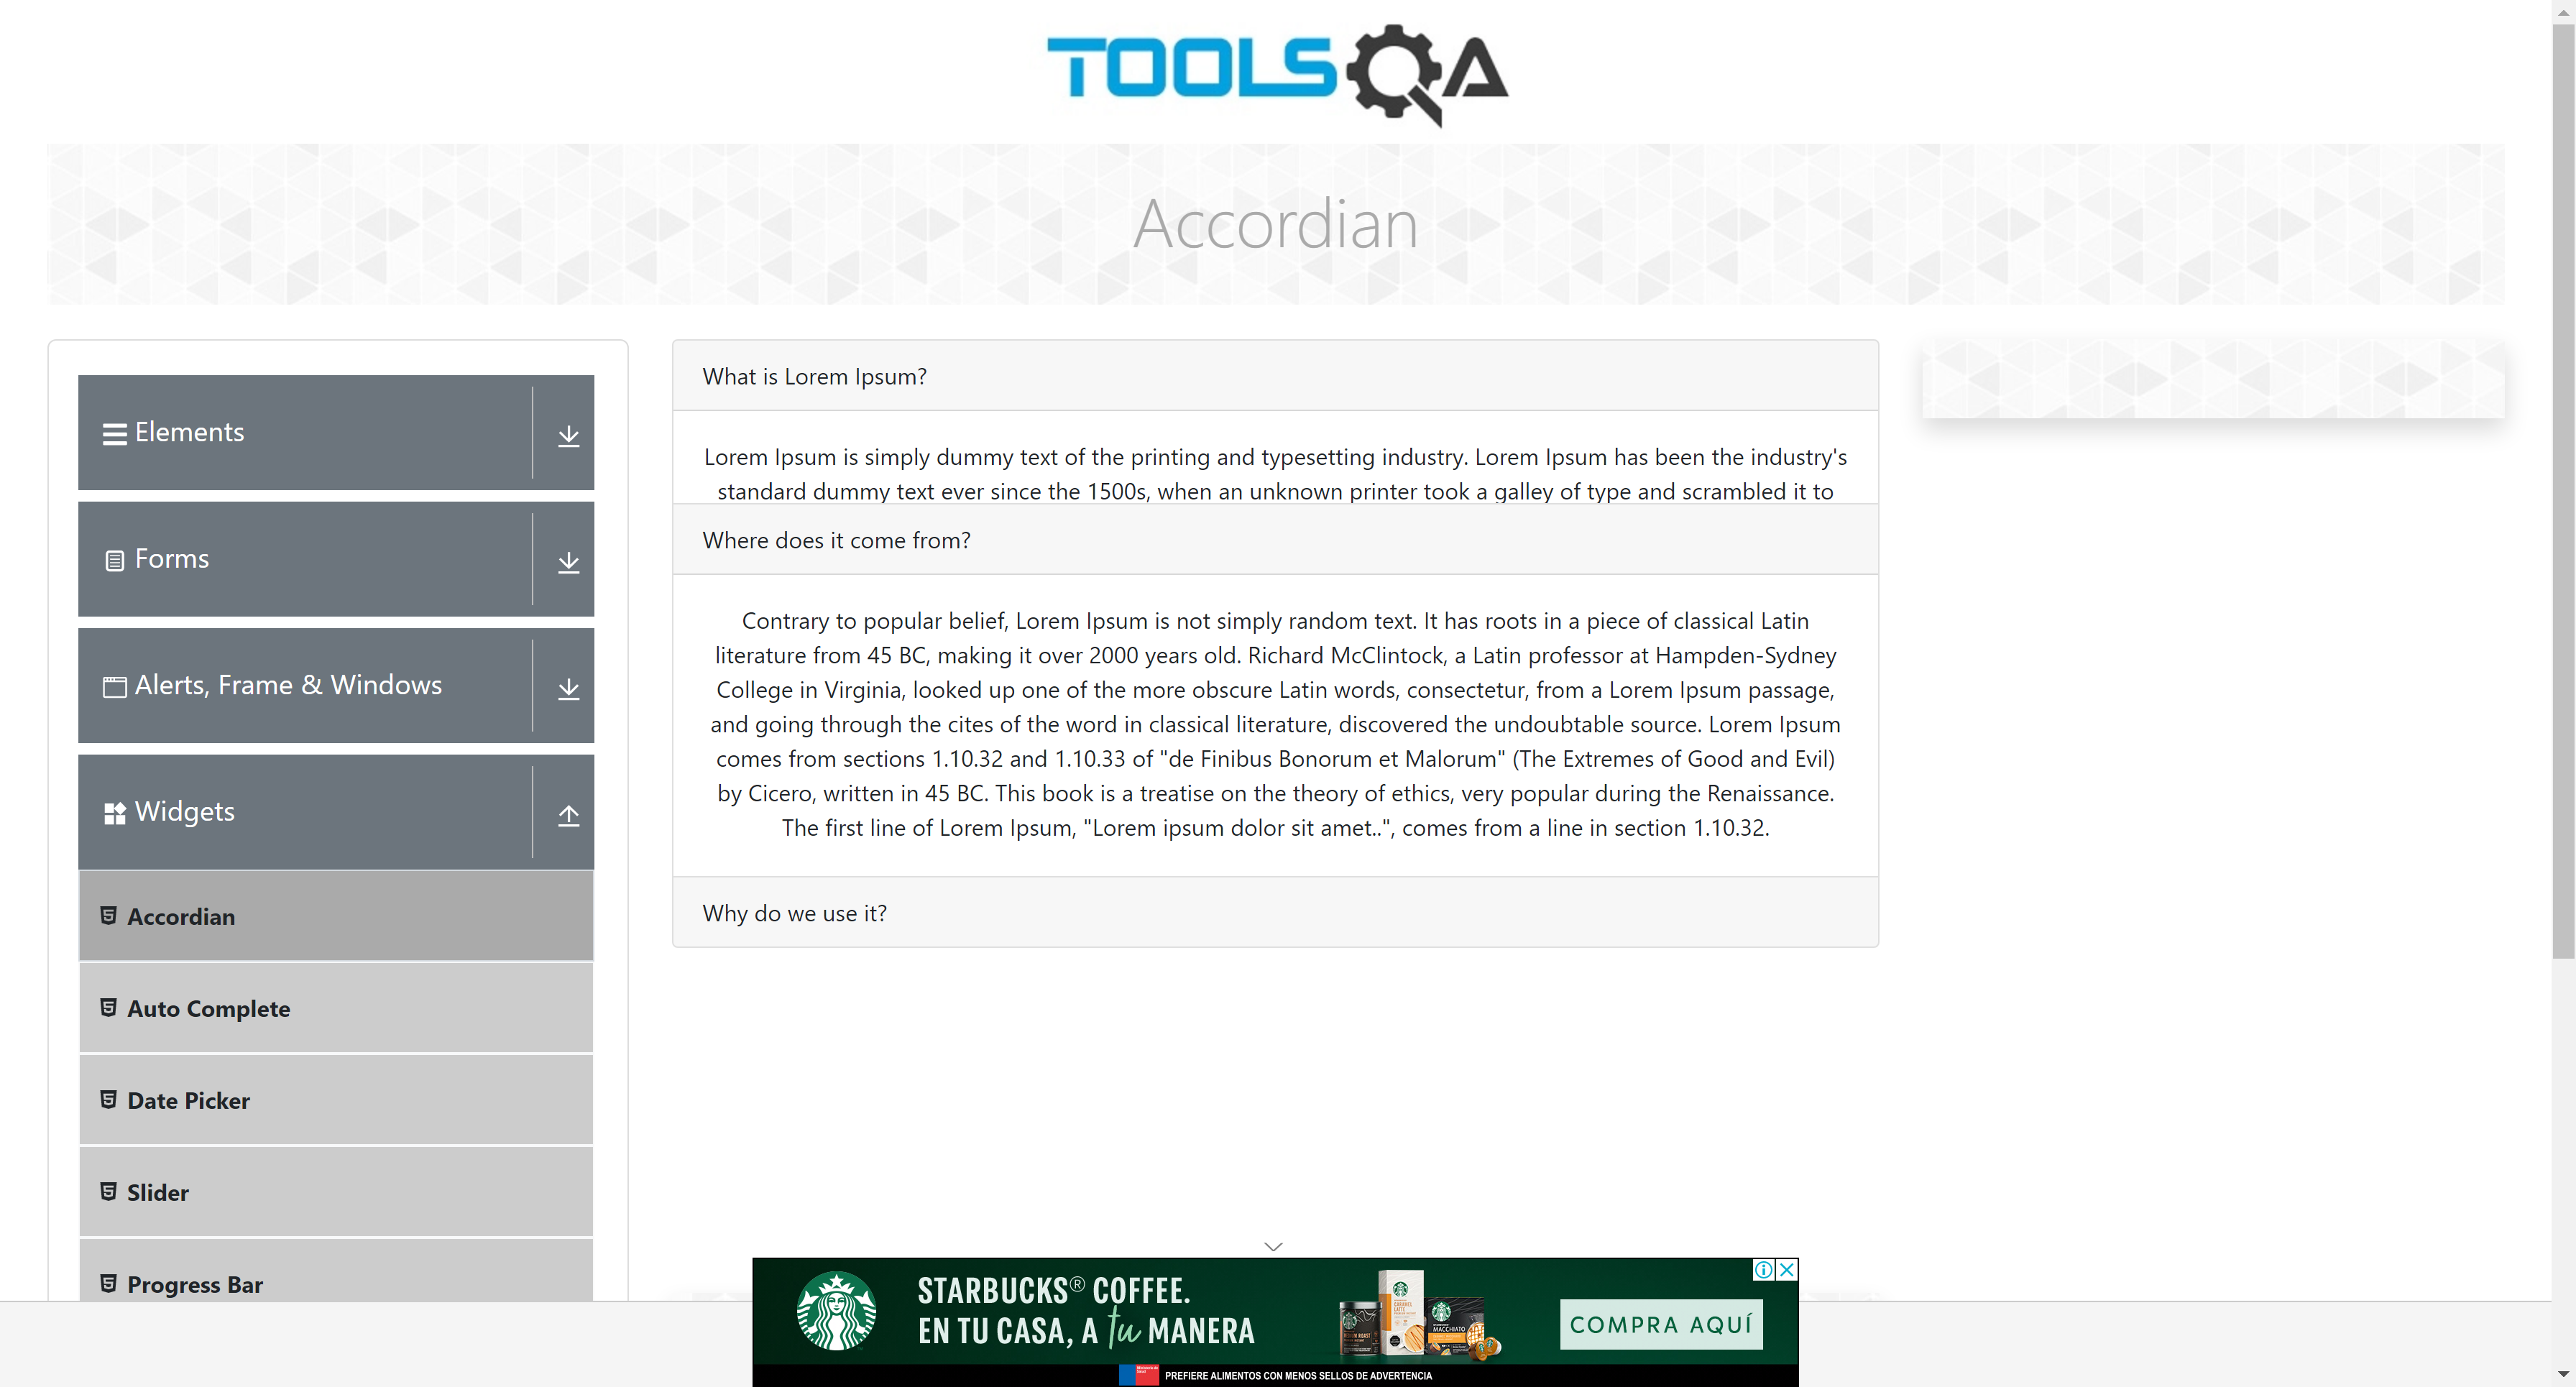 TOOLSQA
Accordian
Elements
Forms
Alerts, Frame & Windows
Widgets
Accordian
Auto Complete
Date Picker
Slider
Progress Bar
What is Lorem Ipsum?
Lorem Ipsum is simply dummy text of the printing and typesetting industry. Lorem Ipsum has been the industry's
standard dummy text ever since the 1500s, when an unknown printer took a galley of type and scrambled it to
Where does it come from?
Contrary to popular belief, Lorem Ipsum is not simply random text. It has roots in a piece of classical Latin
literature from 45 BC, making it over 2000 years old. Richard McClintock, a Latin professor at Hampden-Sydney
College in Virginia, looked up one of the more obscure Latin words, consectetur, from a Lorem Ipsum passage,
and going through the cites of the word in classical literature, discovered the undoubtable source. Lorem Ipsum
comes from sections 1.10.32 and 1.10.33 of "de Finibus Bonorum et Malorum" (The Extremes of Good and Evil)
by Cicero, written in 45 BC. This book is a treatise on the theory of ethics, very popular during the Renaissance.
The first line of Lorem Ipsum, "Lorem ipsum dolor sit amet..", comes from a line in section 1.10.32.
Why do we use it?
STARBUCKS® COFFEE.
EN TU CASA, A tu MANERA
MACCHIATO
COMPRA AQUÍ
PREFIERE ALIMENTOS CON MENOS SELLOS DE ADVERTENCIA